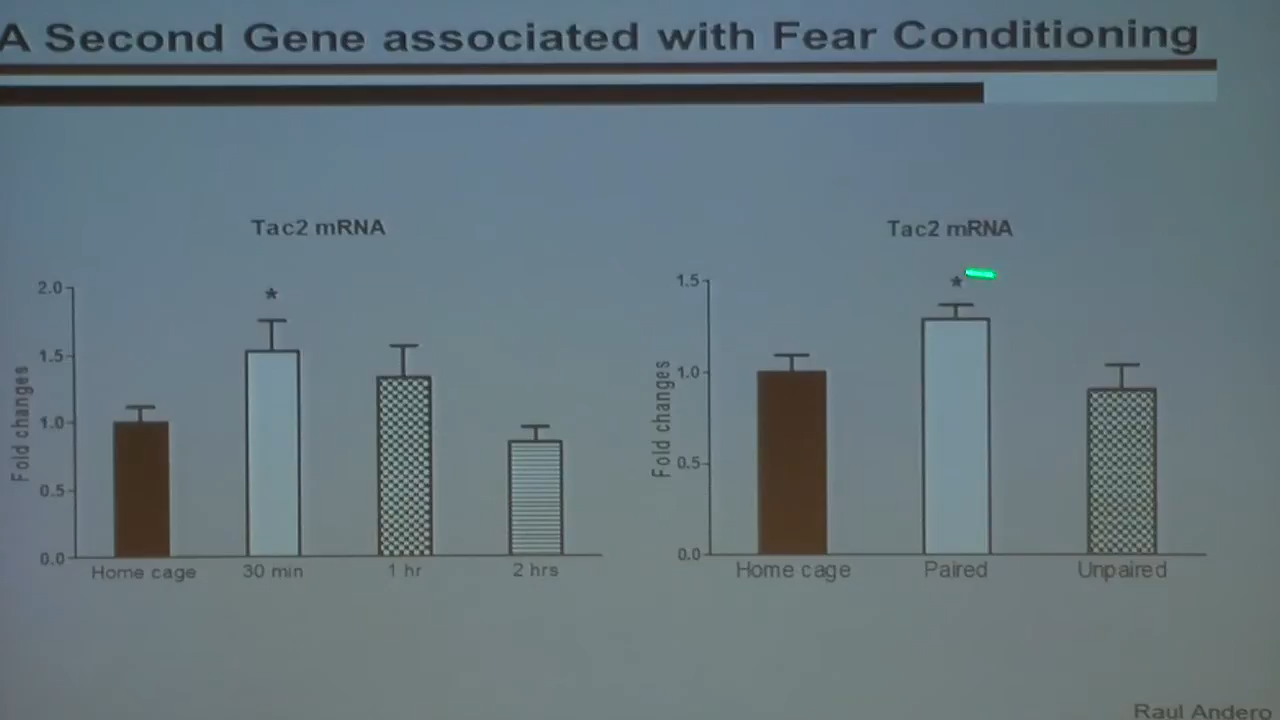 A Second Gene associated with Fear Conditioning
Tac2 mRNA
2.0
*
1.5
Fold changes
1.0
0.5
0.0
Home cage
30 min
1 hr
2 hrs
Tac2 mRNA
1.5
*
1.0
Fold changes
0.5
0.0
Home cage
Paired
Unpaired
Raul Andero